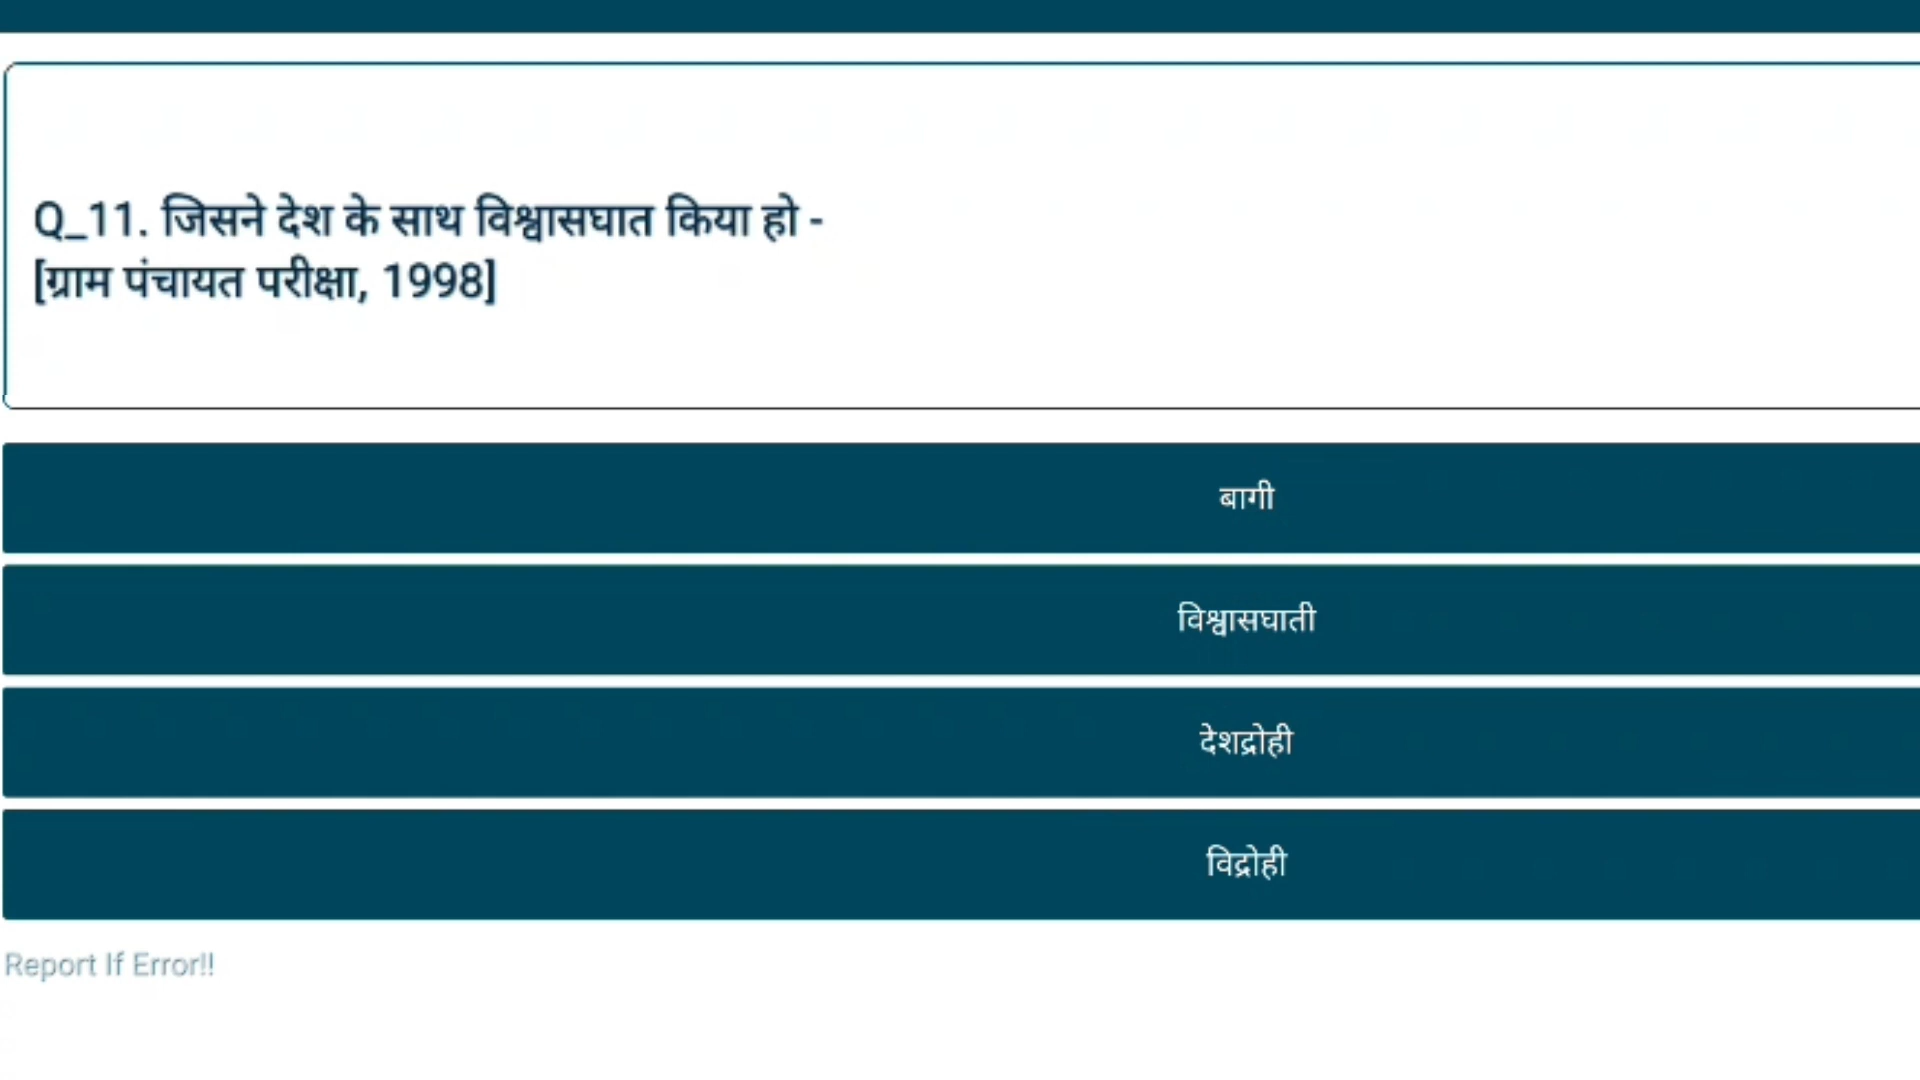 Q_11. जिसने देश के साथ विश्वासघात किया हो -
[ग्राम पंचायत परीक्षा, 1998]
बागी
विश्वासघाती
देशद्रोही
विद्रोही
Report If Error!!